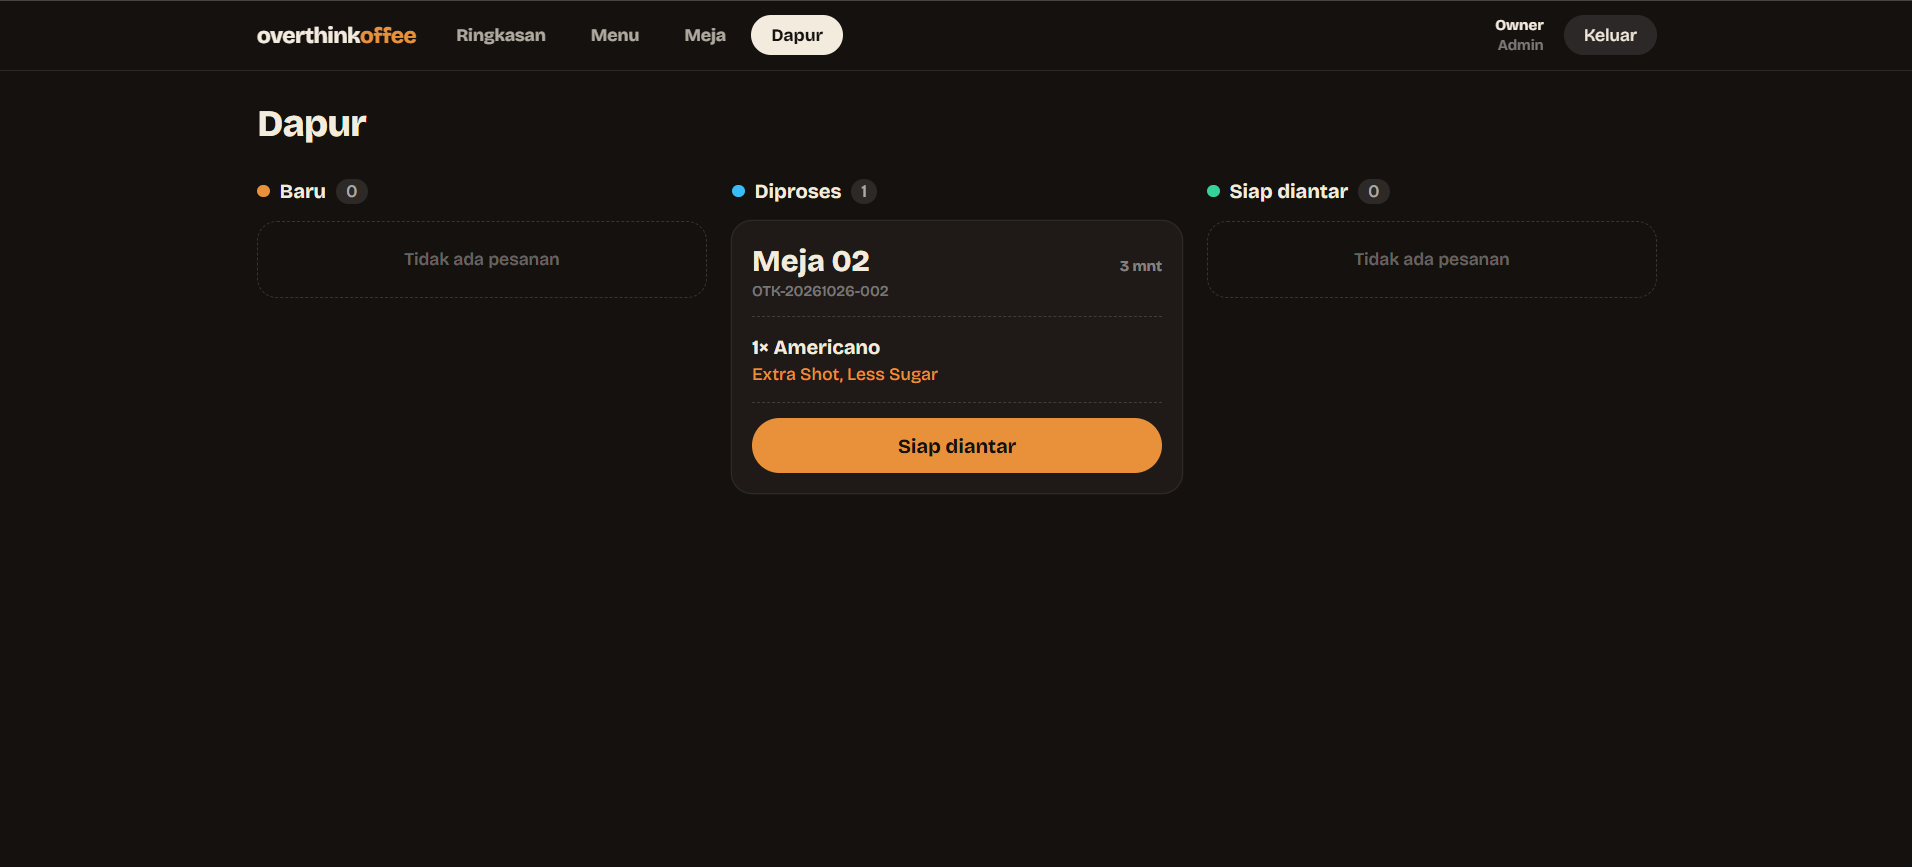 overthinkoffee
Ringkasan
Menu
Meja
Dapur
Owner
Admin
Keluar
Dapur
Baru 0
Tidak ada pesanan
Diproses 1
Meja 02
3 mnt
OTK-20261026-002
1× Americano
Extra Shot, Less Sugar
Siap diantar
Siap diantar 0
Tidak ada pesanan